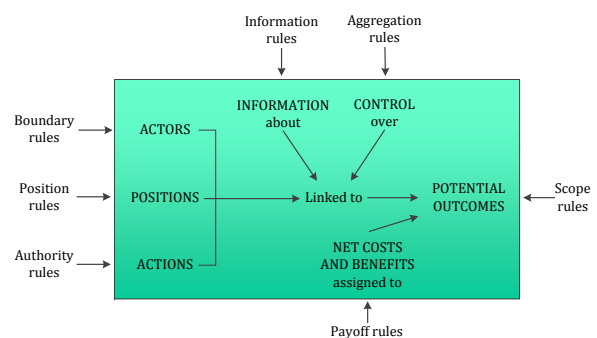 Information
rules
Aggregation
rules
Boundary
rules
INFORMATION
about
CONTROL
over
ACTORS
Position
rules
POSITIONS
Linked to
POTENTIAL
OUTCOMES
Scope
rules
Authority
rules
ACTIONS
NET COSTS
AND BENEFITS
assigned to
Payoff rules